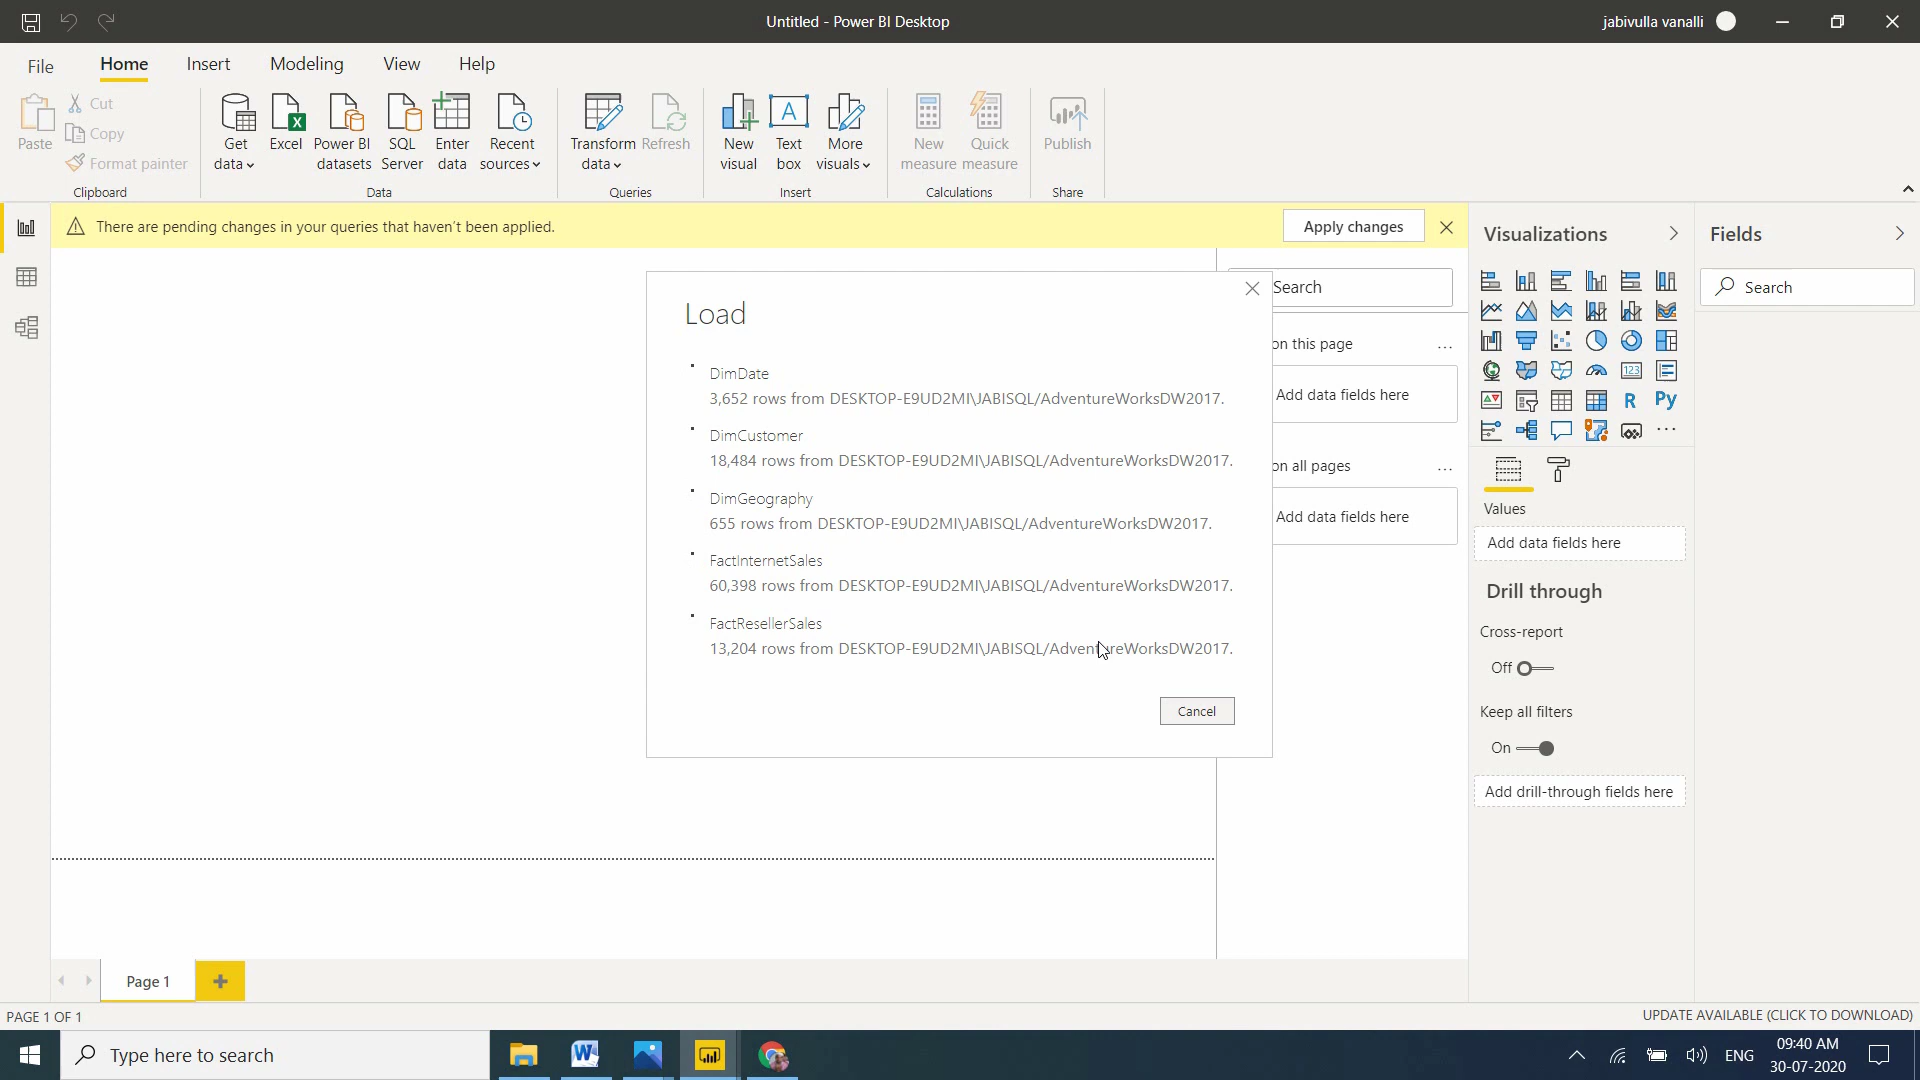 Untitled - Power BI Desktop
jabivulla vanalli
File
Home
Insert
Modeling
View
Help
Paste
Cut
Copy
Format painter
Clipboard
Get data
Excel
Power BI datasets
SQL Server
Enter data
Recent sources
Data
Transform data
Refresh
Queries
New visual
Text box
More visuals
Insert
New measure
Quick measure
Calculations
Publish
Share
There are pending changes in your queries that haven't been applied.
Apply changes
Load
DimDate
3,652 rows from DESKTOP-E9UD2MI\JABISQL/AdventureWorksDW2017.
DimCustomer
18,484 rows from DESKTOP-E9UD2MI\JABISQL/AdventureWorksDW2017.
DimGeography
655 rows from DESKTOP-E9UD2MI\JABISQL/AdventureWorksDW2017.
FactInternetSales
60,398 rows from DESKTOP-E9UD2MI\JABISQL/AdventureWorksDW2017.
FactResellerSales
13,204 rows from DESKTOP-E9UD2MI\JABISQL/AdventureWorksDW2017.
Cancel
Search
on this page
...
Add data fields here
on all pages
...
Add data fields here
Visualizations
123
R
Py
...
Values
Add data fields here
Drill through
Cross-report
Off
Keep all filters
On
Add drill-through fields here
Fields
Search
Page 1
PAGE 1 OF 1
UPDATE AVAILABLE (CLICK TO DOWNLOAD)
Type here to search
ENG
09:40 AM
30-07-2020